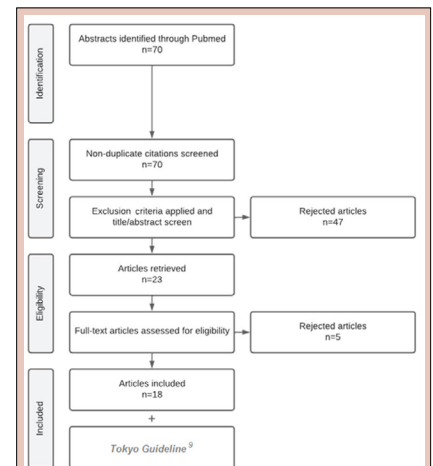 Identification
Abstracts identified through Pubmed
n=70
Screening
Non-duplicate citations screened
n=70
Exclusion criteria applied and
title/abstract screen
Rejected articles
n=47
Eligibility
Articles retrieved
n=23
Full-text articles assessed for eligibility
Rejected articles
n=5
Included
Articles included
n=18
+
Tokyo Guideline 9